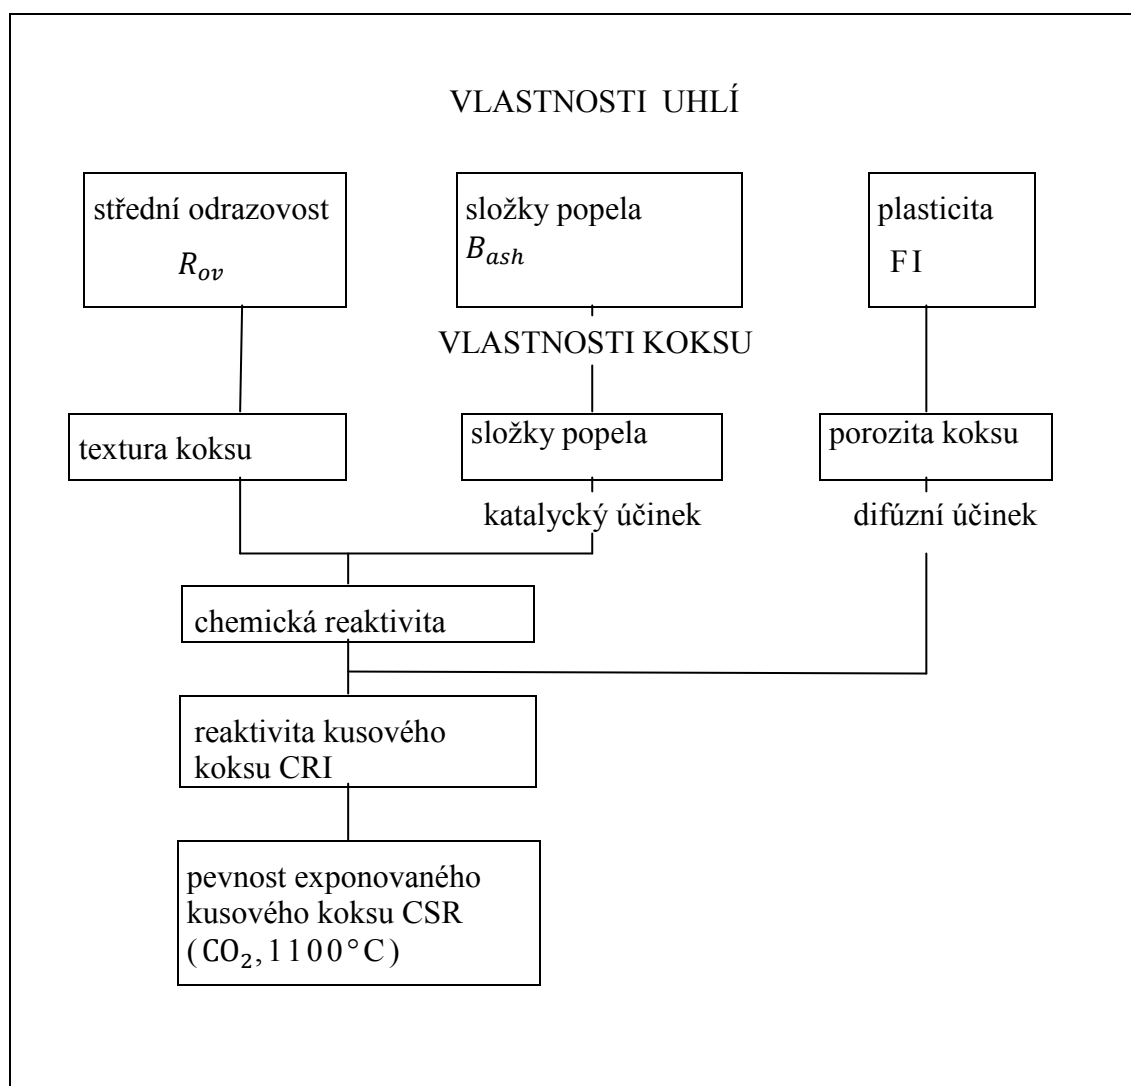 VLASTNOSTI UHLÍ
střední odrazovost
R_ov
složky popela
B_ash
plasticita
FI
VLASTNOSTI KOKSU
textura koksu
složky popela
porozita koksu
katalycký účinek
difúzní účinek
chemická reaktivita
reaktivita kusového
koksu CRI
pevnost exponovaného
kusového koksu CSR
(CO₂,1100°C)